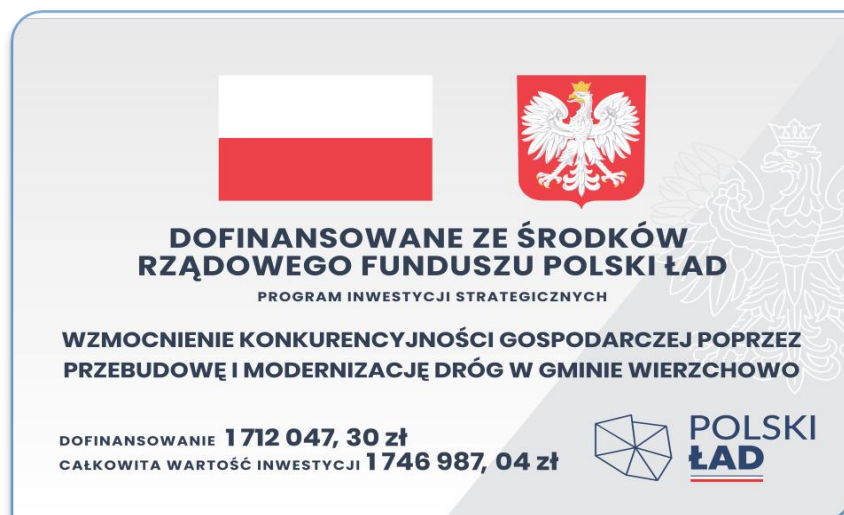 DOFINANSOWANE ZE ŚRODKÓW
RZĄDOWEGO FUNDUSZU POLSKI ŁAD
PROGRAM INWESTYCJI STRATEGICZNYCH
WZMOCNIENIE KONKURENCYJNOŚCI GOSPODARCZEJ POPRZEZ
PRZEBUDOWĘ I MODERNIZACJĘ DRÓG W GMINIE WIERZCHOWO
DOFINANSOWANIE 1 712 047, 30 zł
CAŁKOWITA WARTOŚĆ INWESTYCJI 1 746 987, 04 zł
POLSKI
ŁAD